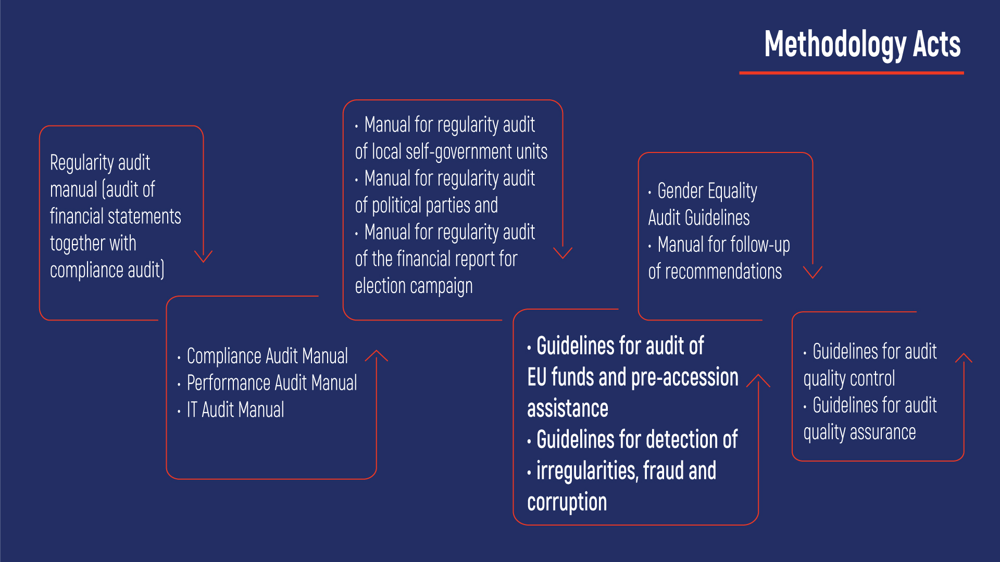 Methodology Acts
Regularity audit
manual (audit of
financial statements
together with
compliance audit)
• Compliance Audit Manual
• Performance Audit Manual
• IT Audit Manual
• Manual for regularity audit
of local self-government units
• Manual for regularity audit
of political parties and
• Manual for regularity audit
of the financial report for
election campaign
• Guidelines for audit of
EU funds and pre-accession
assistance
• Guidelines for detection of
• irregularities, fraud and
corruption
• Gender Equality
Audit Guidelines
• Manual for follow-up
of recommendations
• Guidelines for audit
quality control
• Guidelines for audit
quality assurance